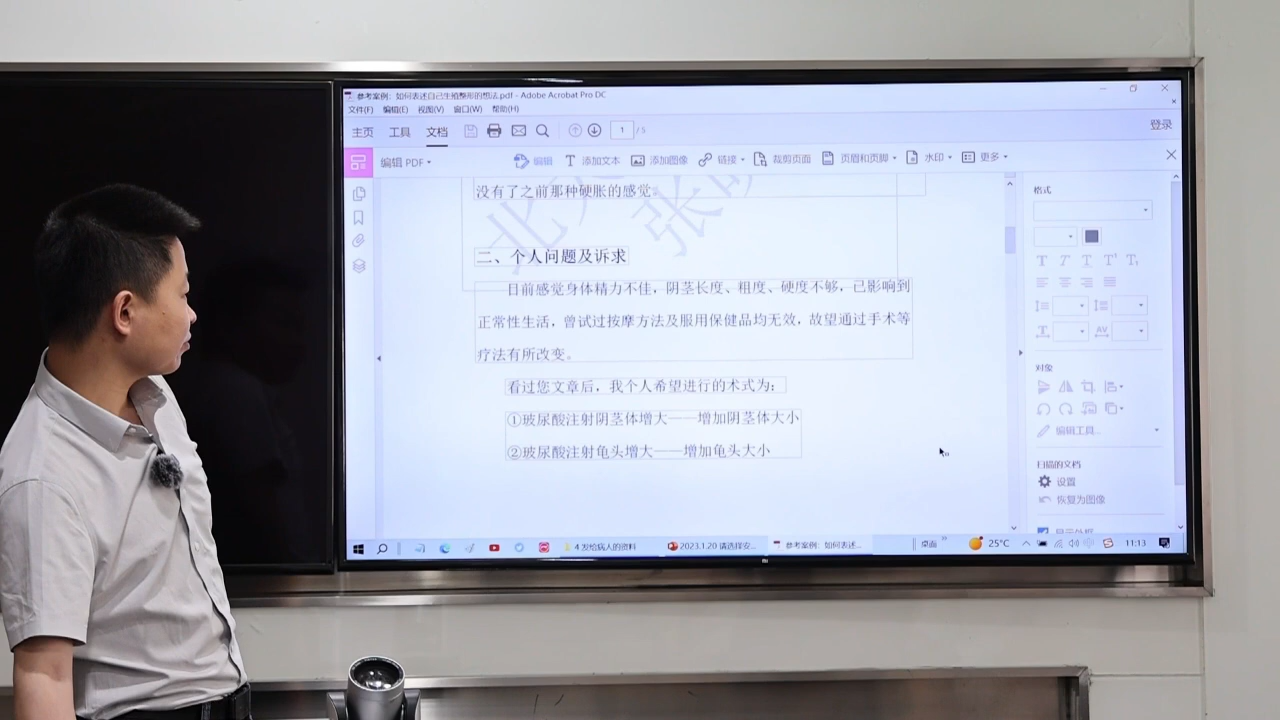 参考案例：如何表述自己生殖整形的想法.pdf - Adobe Acrobat Pro DC
文件(F) 编辑(E) 视图(V) 窗口(W) 帮助(H)
主页 工具 文档 1 / 5 登录
编辑 PDF 编辑 添加文本 添加图像 链接 裁剪页面 页眉和页脚 水印 更多
没有了之前那种硬胀的感觉。
二、个人问题及诉求
目前感觉身体精力不佳，阴茎长度、粗度、硬度不够，已影响到
正常性生活，曾试过按摩方法及服用保健品均无效，故望通过手术等
疗法有所改变。
看过您文章后，我个人希望进行的术式为：
①玻尿酸注射阴茎体增大——增加阴茎体大小
②玻尿酸注射龟头增大——增加龟头大小
格式
对象
编辑工具...
扫描的文档
设置
恢复为图像
4 发给病人的资料 2023.1.20 请选择安... 参考案例：如何表述... 桌面 25°C 11:13
mi